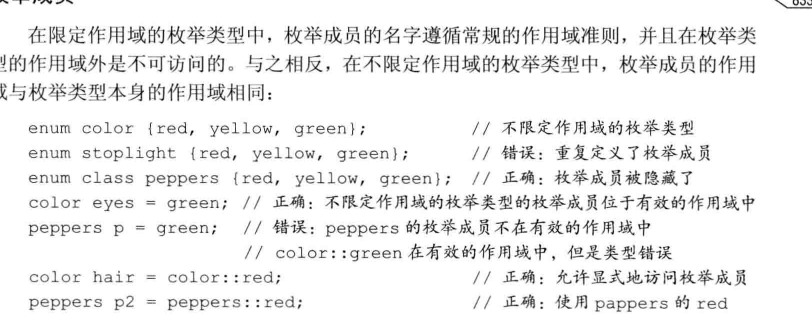 833
在限定作用域的枚举类型中，枚举成员的名字遵循常规的作用域准则，并且在枚举类
型的作用域外是不可访问的。与之相反，在不限定作用域的枚举类型中，枚举成员的作用
域与枚举类型本身的作用域相同：
enum color {red, yellow, green}; // 不限定作用域的枚举类型
enum stoplight {red, yellow, green}; // 错误：重复定义了枚举成员
enum class peppers {red, yellow, green}; // 正确：枚举成员被隐藏了
color eyes = green; // 正确：不限定作用域的枚举类型的枚举成员位于有效的作用域中
peppers p = green; // 错误：peppers 的枚举成员不在有效的作用域中
// color::green 在有效的作用域中，但是类型错误
color hair = color::red; // 正确：允许显式地访问枚举成员
peppers p2 = peppers::red; // 正确：使用 pappers 的 red